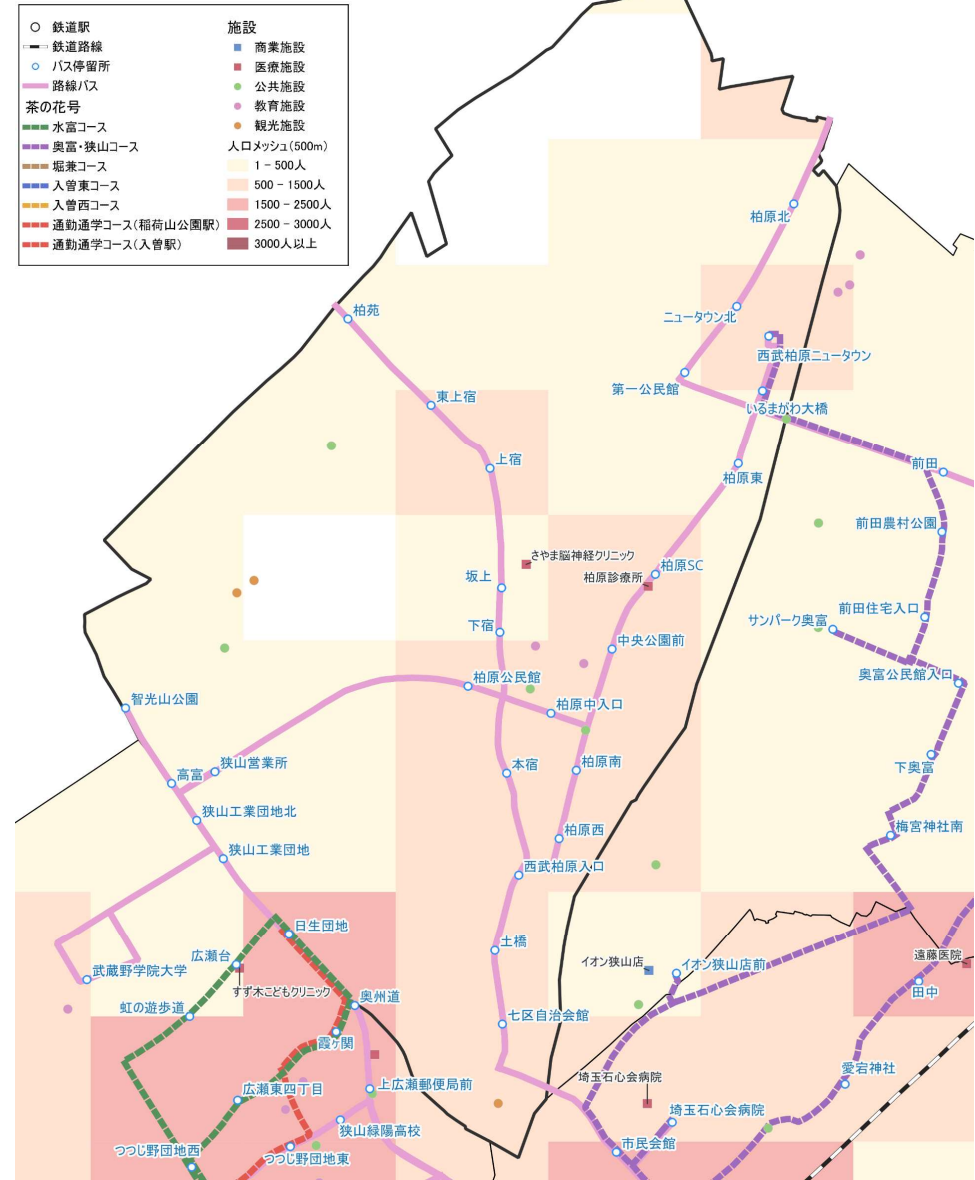 鉄道駅
鉄道路線
バス停留所
路線バス
茶の花号
水富コース
奥富・狭山コース
堀兼コース
入曽東コース
入曽西コース
通勤通学コース(稲荷山公園駅)
通勤通学コース(入曽駅)
施設
商業施設
医療施設
公共施設
教育施設
観光施設
人口メッシュ(500m)
1 - 500人
500 - 1500人
1500 - 2500人
2500 - 3000人
3000人以上
柏原北
柏苑
ニュータウン北
西武柏原ニュータウン
第一公民館
東上宿
いるまがわ大橋
上宿
前田
柏原東
前田農村公園
さやま脳神経クリニック
柏原SC
坂上
柏原診療所
前田住宅入口
サンパーク奥富
下宿
中央公園前
柏原公民館
奥富公民館入口
智光山公園
柏原中入口
狭山営業所
本宿
柏原南
下奥富
高富
狭山工業団地北
梅宮神社南
柏原西
狭山工業団地
西武柏原入口
日生団地
土橋
広瀬台
イオン狭山店
イオン狭山店前
遠藤医院
武蔵野学院大学
すず木こどもクリニック
田中
奥州道
虹の遊歩道
七区自治会館
霞ヶ関
愛宕神社
埼玉石心会病院
上広瀬郵便局前
広瀬東四丁目
埼玉石心会病院
狭山緑陽高校
市民会館
つつじ野団地西
つつじ野団地東